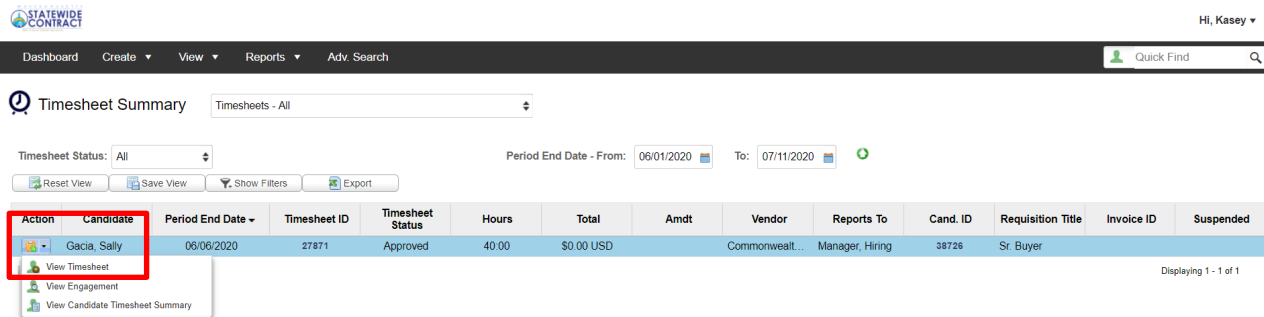 STATEWIDE
CONTRACT
Hi, Kasey
Dashboard Create View Reports Adv. Search Quick Find
Timesheet Summary Timesheets - All
Timesheet Status: All Period End Date - From: 06/01/2020 To: 07/11/2020
Reset View Save View Show Filters Export
Action Candidate Period End Date Timesheet ID Timesheet Status Hours Total Amdt Vendor Reports To Cand. ID Requisition Title Invoice ID Suspended
Gacia, Sally 06/06/2020 27871 Approved 40:00 $0.00 USD Commonwealt... Manager, Hiring 38726 Sr. Buyer
View Timesheet
Displaying 1 - 1 of 1
View Engagement
View Candidate Timesheet Summary